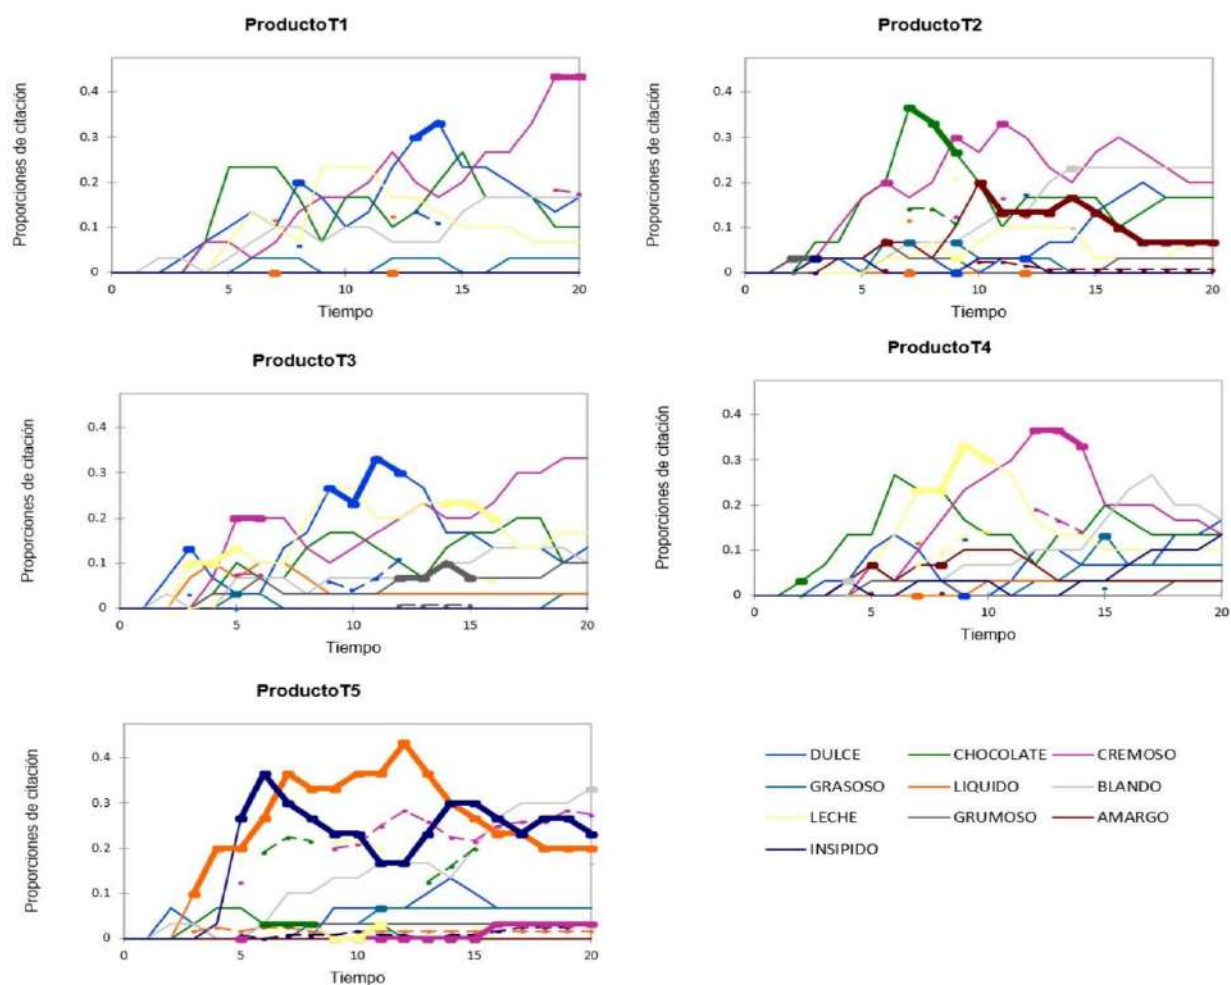 ProductoT1
Proporciones de citación
0.4
0.3
0.2
0.1
0
0 5 10 15 20
Tiempo
ProductoT2
Proporciones de citación
0.4
0.3
0.2
0.1
0
0 5 10 15 20
Tiempo
ProductoT3
Proporciones de citación
0.4
0.3
0.2
0.1
0
0 5 10 15 20
Tiempo
ProductoT4
Proporciones de citación
0.4
0.3
0.2
0.1
0
0 5 10 15 20
Tiempo
ProductoT5
Proporciones de citación
0.4
0.3
0.2
0.1
0
0 5 10 15 20
Tiempo
DULCE CHOCOLATE CREMOSO
GRASOSO LIQUIDO BLANDO
LECHE GRUMOSO AMARGO
INSIPIDO